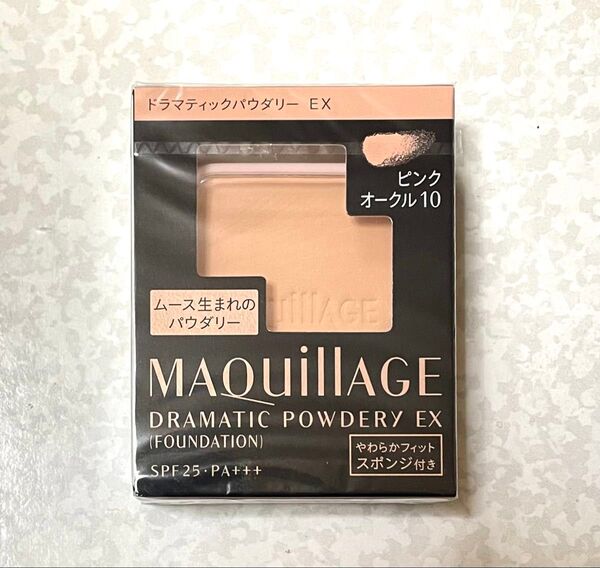 ドラマティックパウダリー EX
ピンク
オークル10
uillAGE
ムース生まれの
パウダリー
MAQuillAGE
DRAMATIC POWDERY EX
(FOUNDATION)
SPF25・PA+++
やわらかフィット
スポンジ付き